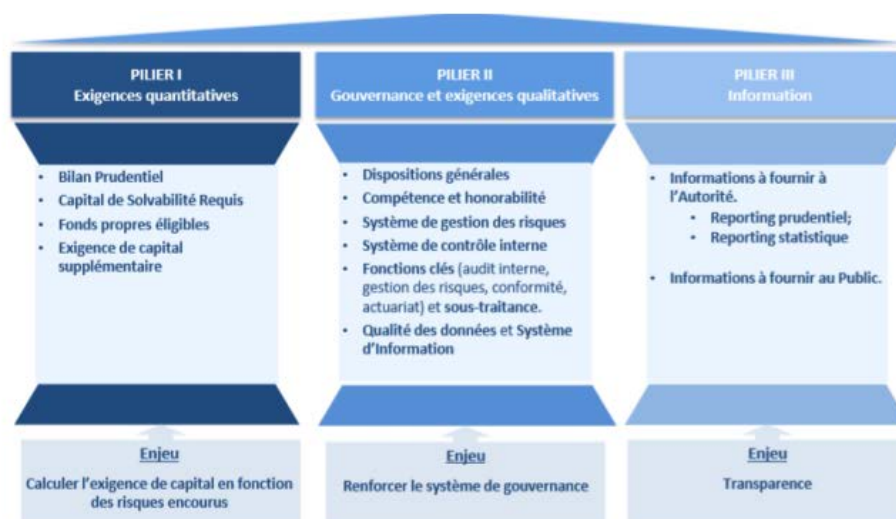 PILIER I
Exigences quantitatives
• Bilan Prudentiel
• Capital de Solvabilité Requis
• Fonds propres éligibles
• Exigence de capital
supplémentaire
Enjeu
Calculer l'exigence de capital en fonction
des risques encourus
PILIER II
Gouvernance et exigences qualitatives
• Dispositions générales
• Compétence et honorabilité
• Système de gestion des risques
• Système de contrôle interne
• Fonctions clés (audit interne,
gestion des risques, conformité,
actuariat) et sous-traitance.
• Qualité des données et Système
d'Information
Enjeu
Renforcer le système de gouvernance
PILIER III
Information
• Informations à fournir à
l'Autorité.
• Reporting prudentiel;
• Reporting statistique
• Informations à fournir au Public.
Enjeu
Transparence